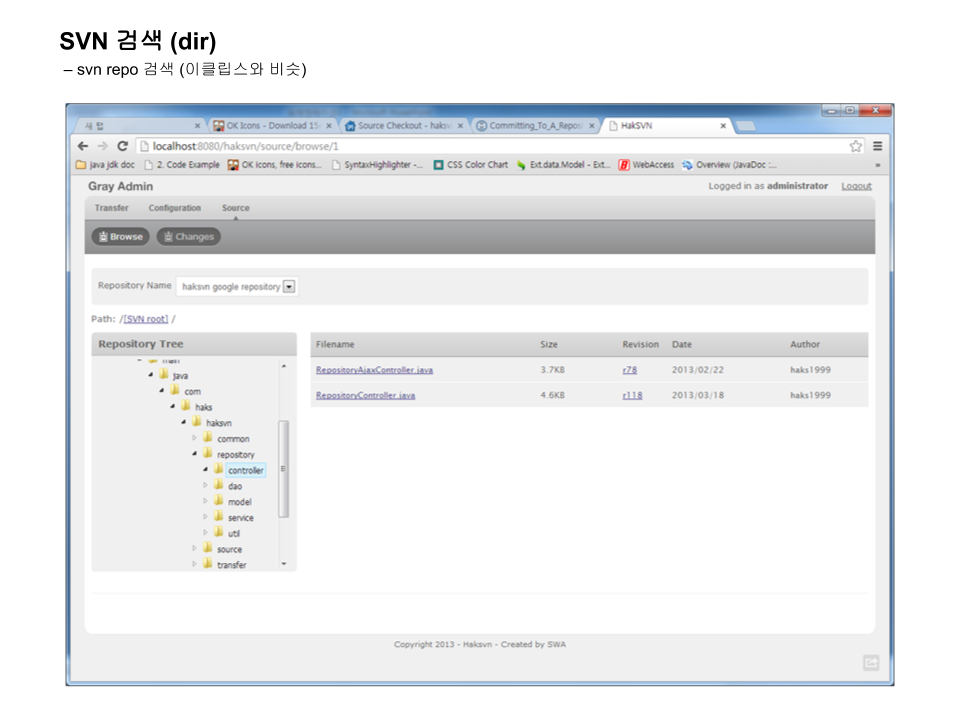 SVN 검색 (dir)
– svn repo 검색 (이클립스와 비슷)
새 탭
OK Icons - Download 15
Source Checkout - haksv
Committing_To_A_Reposi
HakSVN
localhost:8080/haksvn/source/browse/1
java jdk doc
2. Code Example
OK icons, free icons...
SyntaxHighlighter -...
CSS Color Chart
Ext.data.Model - Ext...
WebAccess
Overview (JavaDoc :...
»
Gray Admin
Logged in as administrator Logout
Transfer Configuration Source
Browse Changes
Repository Name haksvn google repository
Path: /[SVN root] /
Repository Tree
main
java
com
haks
haksvn
common
repository
controller
dao
model
service
util
source
transfer
Filename Size Revision Date Author
RepositoryAjaxController.java 3.7KB r78 2013/02/22 haks1999
RepositoryController.java 4.6KB r118 2013/03/18 haks1999
Copyright 2013 - Haksvn - Created by SWA